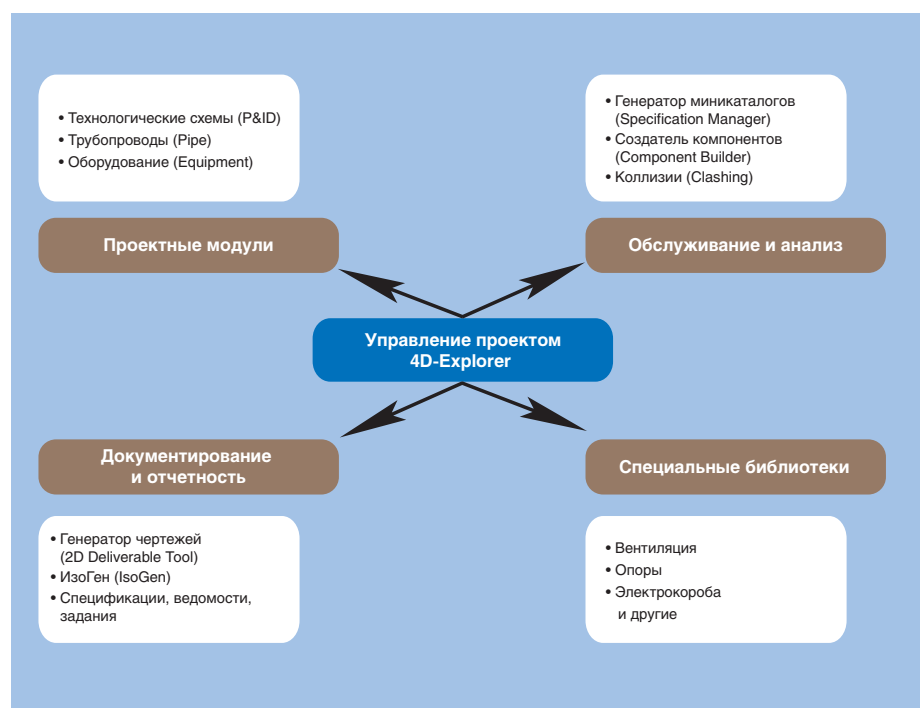 • Технологические схемы (P&ID)
• Трубопроводы (Pipe)
• Оборудование (Equipment)
Проектные модули
• Генератор миникаталогов
(Specification Manager)
• Создатель компонентов
(Component Builder)
• Коллизии (Clashing)
Обслуживание и анализ
Управление проектом
4D-Explorer
Документирование
и отчетность
• Генератор чертежей
(2D Deliverable Tool)
• ИзоГен (IsoGen)
• Спецификации, ведомости,
задания
Специальные библиотеки
• Вентиляция
• Опоры
• Электрокороба
и другие